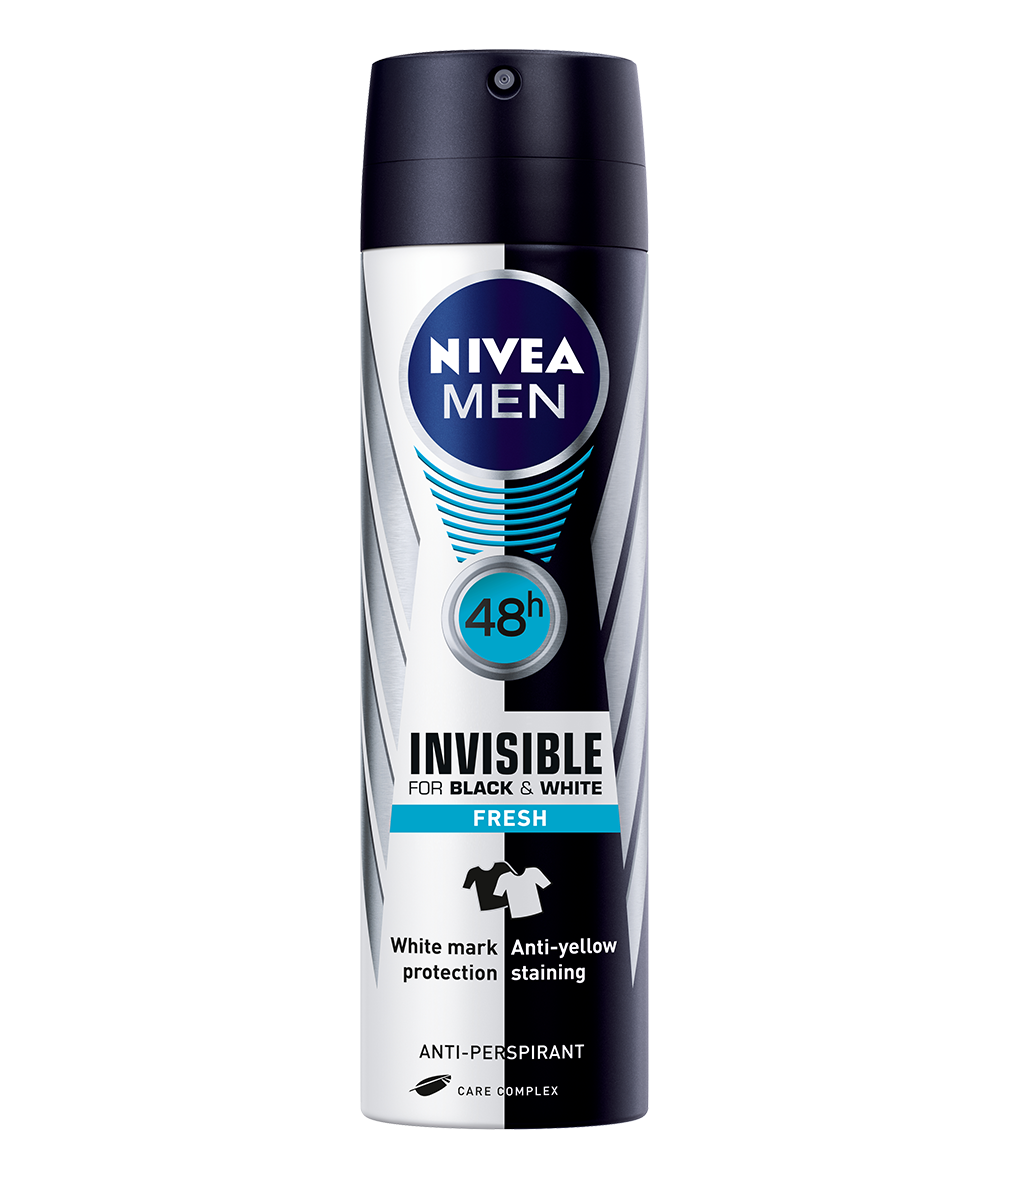 NIVEA
MEN
48h
INVISIBLE
FOR BLACK & WHITE
FRESH
White mark
protection
Anti-yellow
staining
ANTI-PERSPIRANT
CARE COMPLEX